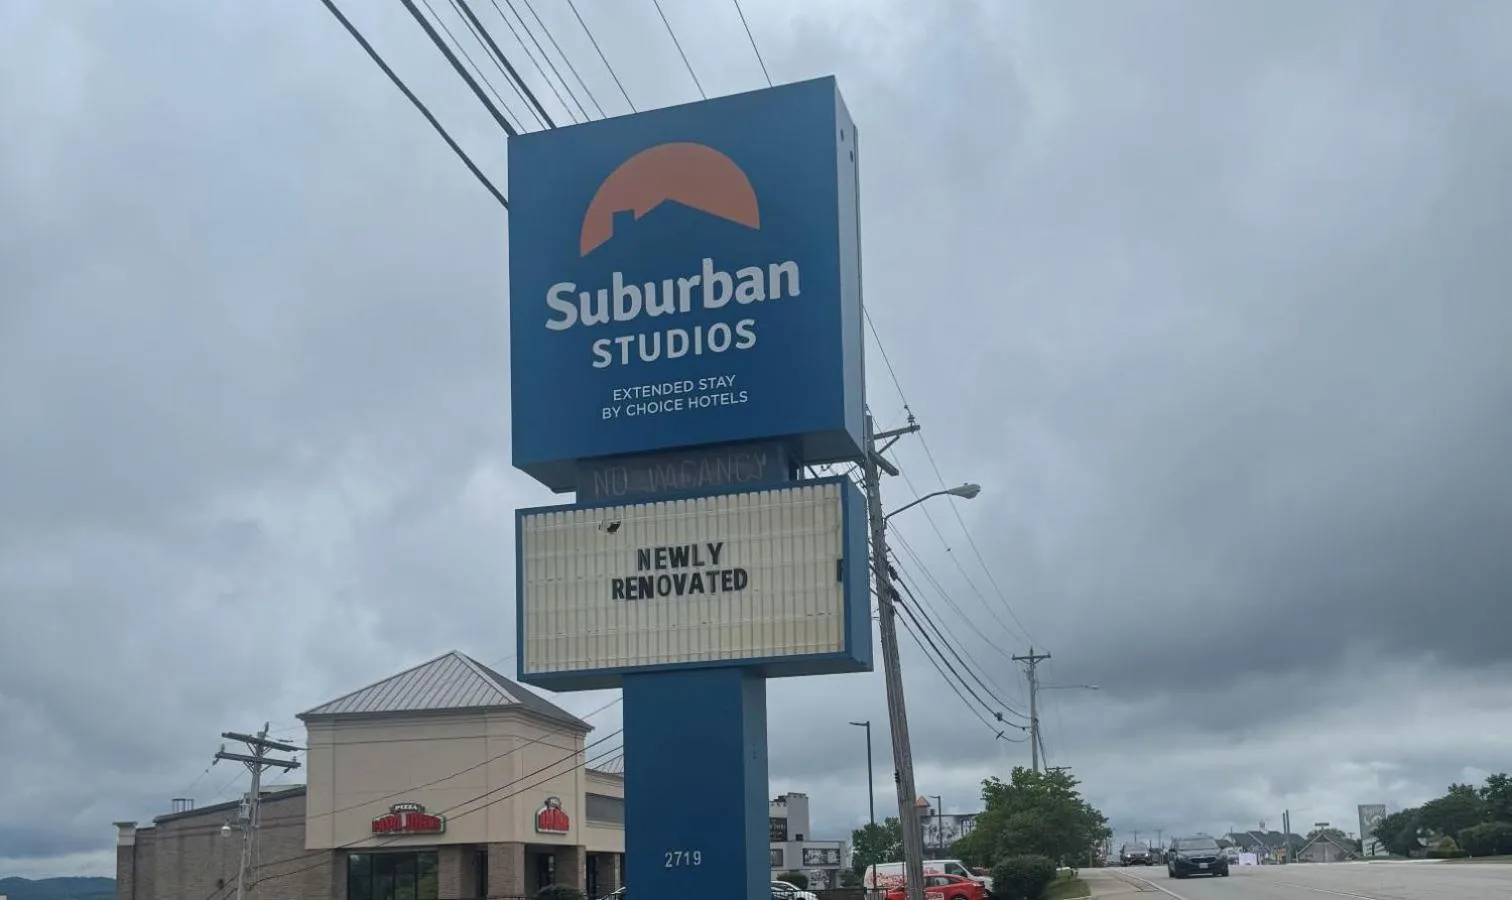 Suburban
STUDIOS
EXTENDED STAY
BY CHOICE HOTELS
NO VACANCY
NEWLY
RENOVATED
2719
PIZZA
PAPA JOHNS